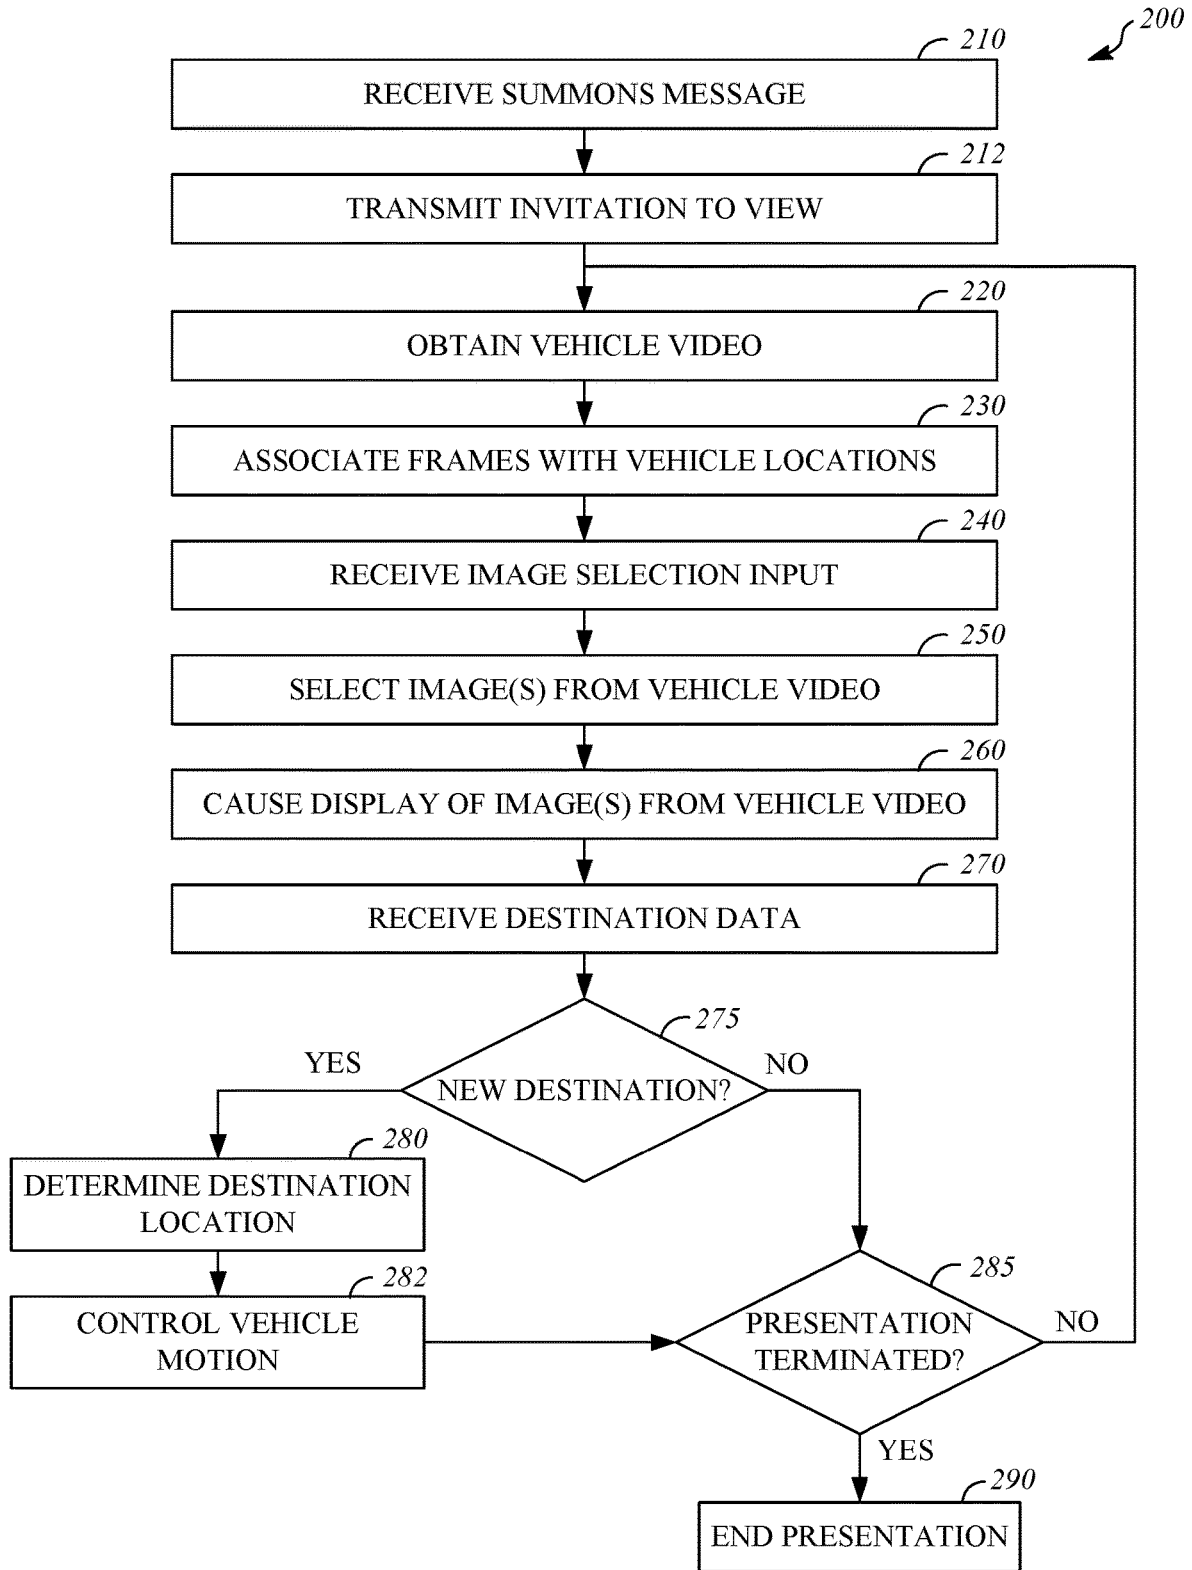 200
210
RECEIVE SUMMONS MESSAGE
212
TRANSMIT INVITATION TO VIEW
220
OBTAIN VEHICLE VIDEO
230
ASSOCIATE FRAMES WITH VEHICLE LOCATIONS
240
RECEIVE IMAGE SELECTION INPUT
250
SELECT IMAGE(S) FROM VEHICLE VIDEO
260
CAUSE DISPLAY OF IMAGE(S) FROM VEHICLE VIDEO
270
RECEIVE DESTINATION DATA
275
YES
NO
NEW DESTINATION?
280
DETERMINE DESTINATION
LOCATION
282
CONTROL VEHICLE
MOTION
285
PRESENTATION
TERMINATED?
NO
YES
290
END PRESENTATION